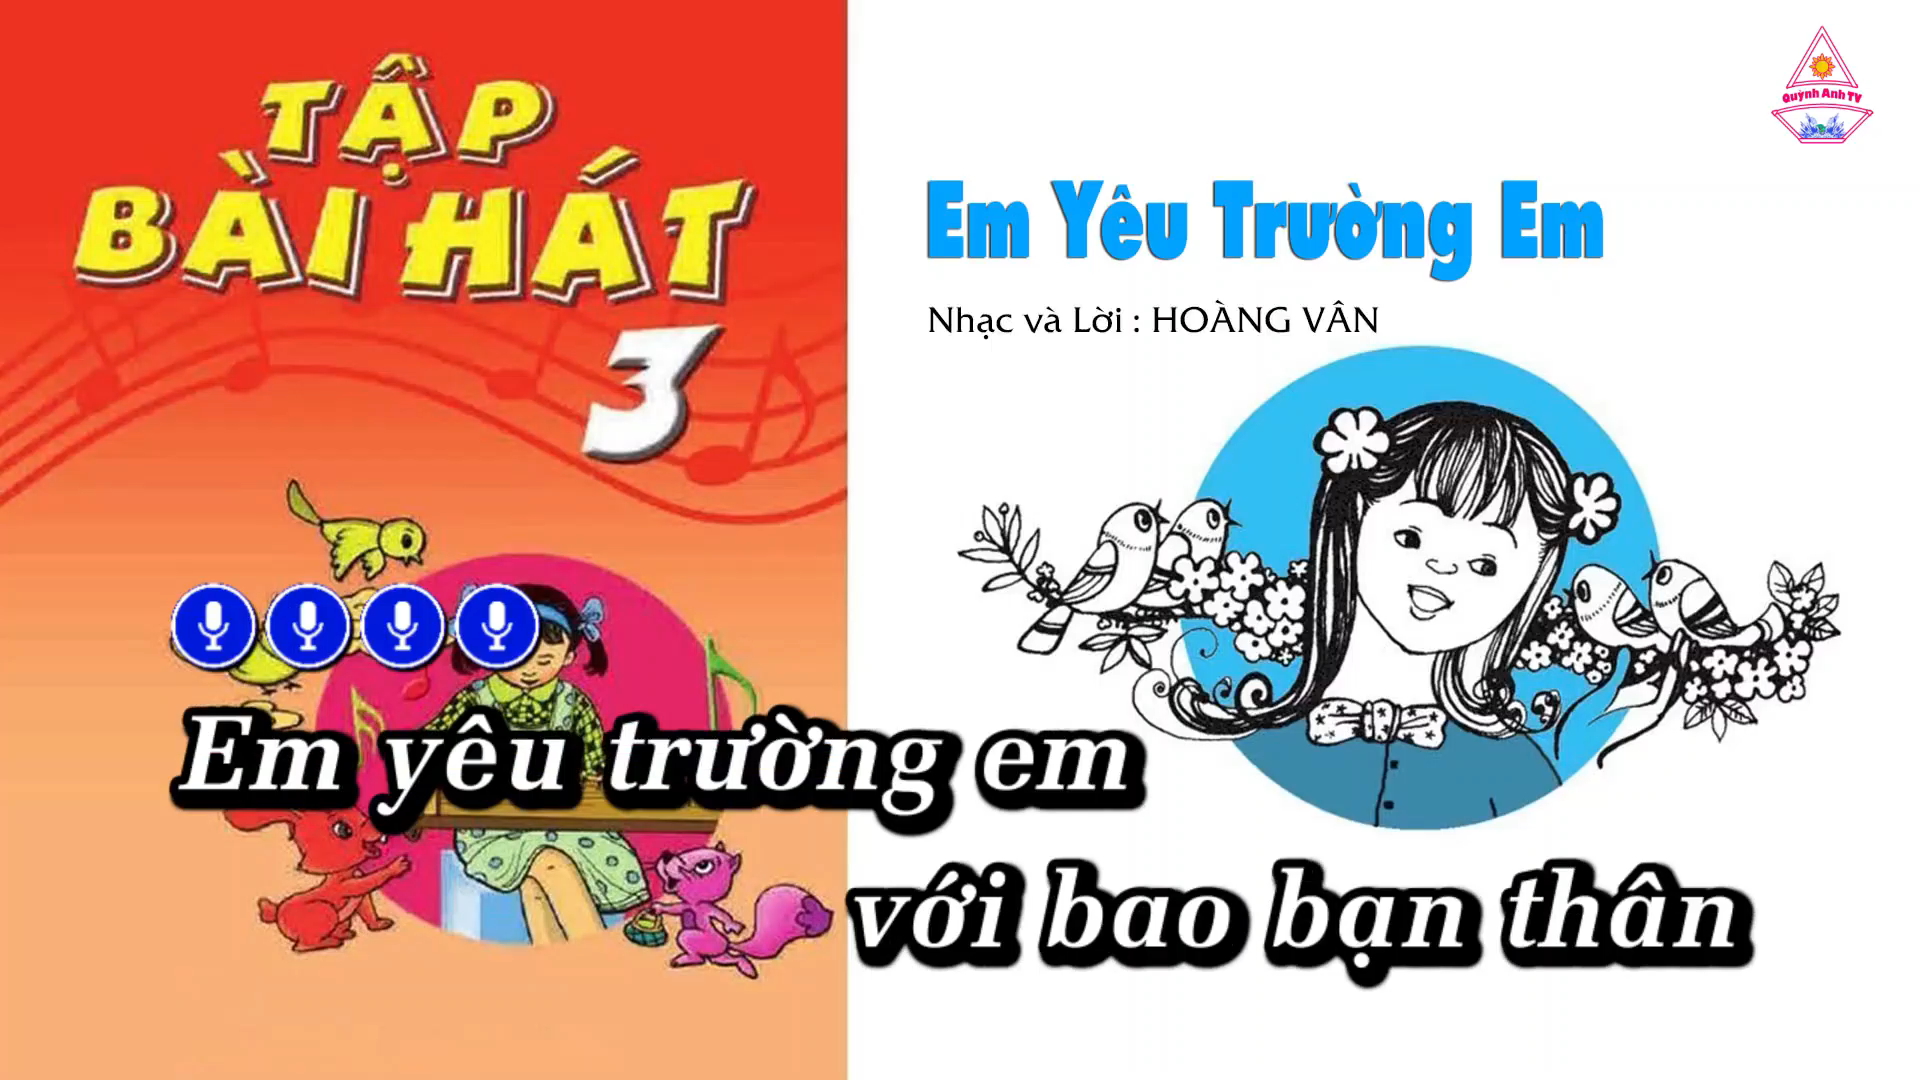 TẬP
BÀI HÁT
3
Quỳnh Anh TV
Em Yêu Trường Em
Nhạc và Lời : HOÀNG VÂN
Em yêu trường em
với bao bạn thân